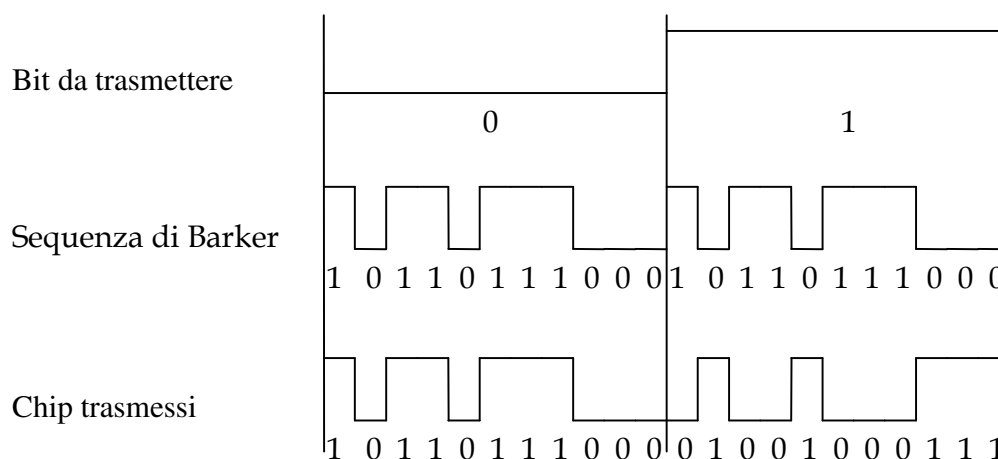 Bit da trasmettere
0 1
Sequenza di Barker
1 0 1 1 0 1 1 1 0 0 0 1 0 1 1 0 1 1 1 0 0 0
Chip trasmessi
1 0 1 1 0 1 1 1 0 0 0 0 1 0 0 1 0 0 0 1 1 1